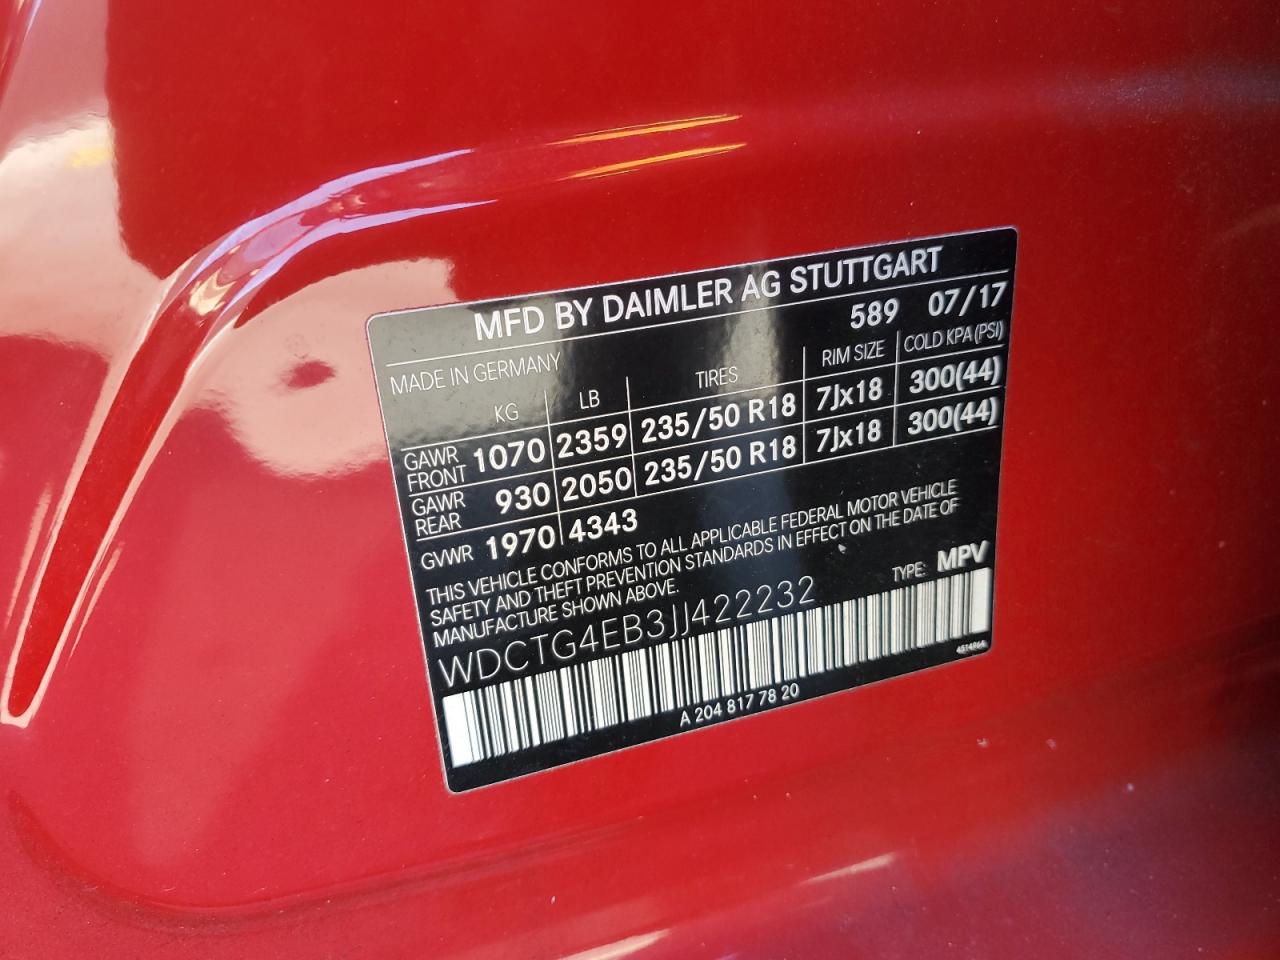 MFD BY DAIMLER AG STUTTGART
589 07/17
MADE IN GERMANY
KG LB TIRES RIM SIZE COLD KPA (PSI)
GAWR FRONT 1070 2359 235/50 R18 7Jx18 300(44)
GAWR REAR 930 2050 235/50 R18 7Jx18 300(44)
GVWR 1970 4343
THIS VEHICLE CONFORMS TO ALL APPLICABLE FEDERAL MOTOR VEHICLE
SAFETY AND THEFT PREVENTION STANDARDS IN EFFECT ON THE DATE OF
MANUFACTURE SHOWN ABOVE.
TYPE: MPV
WDCTG4EB3JJ422232
A 204 817 78 20